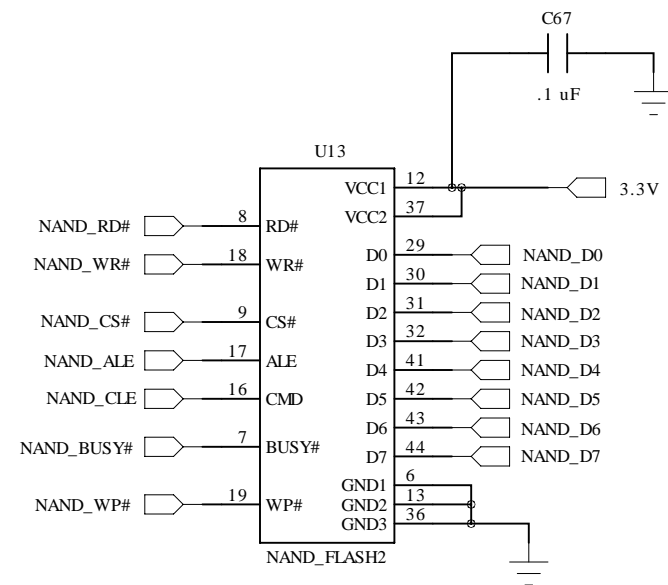 C67
.1 uF
U13
VCC1 12 3.3V
VCC2 37
NAND_RD# 8 RD#
D0 29 NAND_D0
NAND_WR# 18 WR#
D1 30 NAND_D1
D2 31 NAND_D2
NAND_CS# 9 CS#
D3 32 NAND_D3
NAND_ALE 17 ALE
D4 41 NAND_D4
NAND_CLE 16 CMD
D5 42 NAND_D5
D6 43 NAND_D6
NAND_BUSY# 7 BUSY#
D7 44 NAND_D7
GND1 6
NAND_WP# 19 WP#
GND2 13
GND3 36
NAND_FLASH2